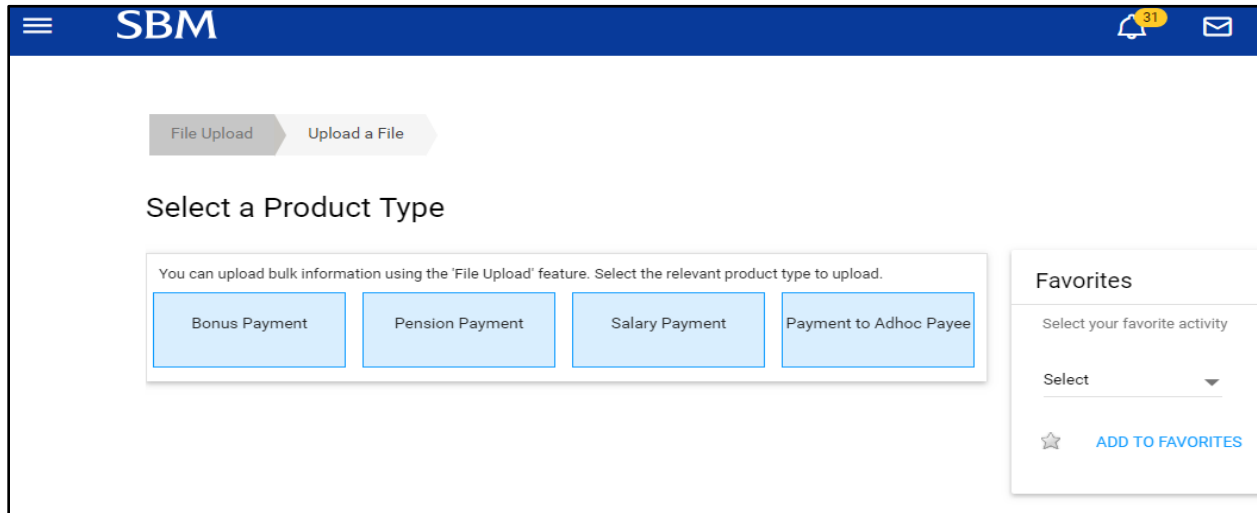 SBM
31
File Upload
Upload a File
Select a Product Type
You can upload bulk information using the 'File Upload' feature. Select the relevant product type to upload.
Bonus Payment
Pension Payment
Salary Payment
Payment to Adhoc Payee
Favorites
Select your favorite activity
Select
ADD TO FAVORITES